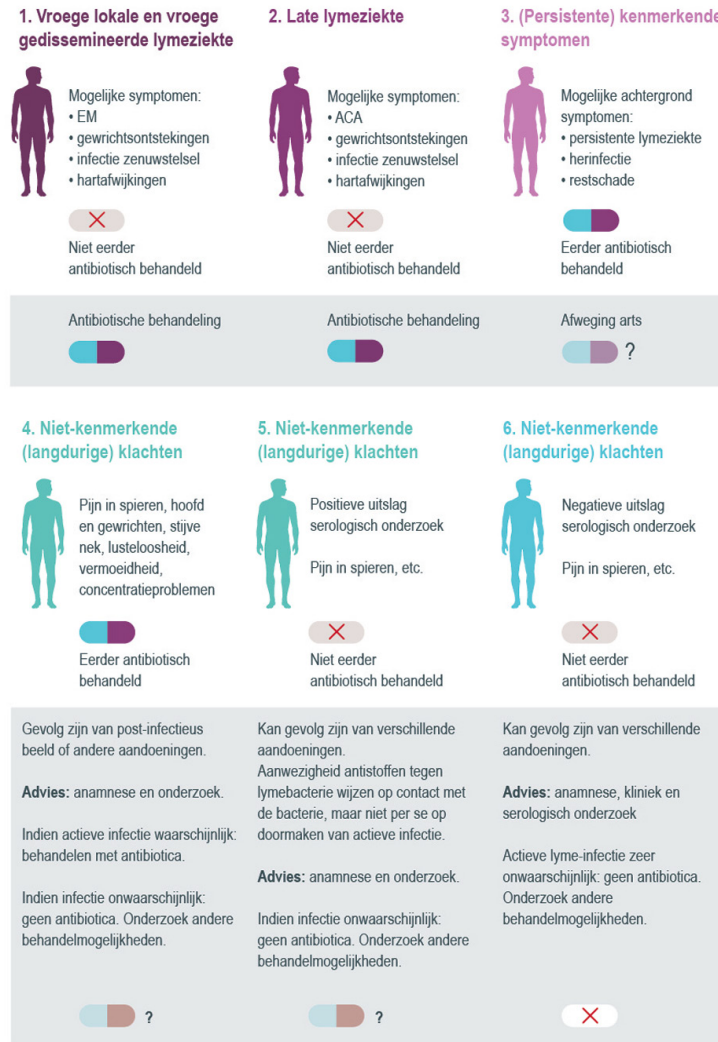 1. Vroege lokale en vroege
gedissemineerde lymeziekte
Mogelijke symptomen:
• EM
• gewrichtsontstekingen
• infectie zenuwstelsel
• hartafwijkingen
Niet eerder
antibiotisch behandeld
Antibiotische behandeling
2. Late lymeziekte
Mogelijke symptomen:
• ACA
• gewrichtsontstekingen
• infectie zenuwstelsel
• hartafwijkingen
Niet eerder
antibiotisch behandeld
Antibiotische behandeling
3. (Persistente) kenmerkende
symptomen
Mogelijke achtergrond
symptomen:
• persistente lymeziekte
• herinfectie
• restschade
Eerder antibiotisch
behandeld
Afweging arts
?
4. Niet-kenmerkende
(langdurige) klachten
Pijn in spieren, hoofd
en gewrichten, stijve
nek, lusteloosheid,
vermoeidheid,
concentratieproblemen
Eerder antibiotisch
behandeld
Gevolg zijn van post-infectieus
beeld of andere aandoeningen.
Advies: anamnese en onderzoek.
Indien actieve infectie waarschijnlijk:
behandelen met antibiotica.
Indien infectie onwaarschijnlijk:
geen antibiotica. Onderzoek andere
behandelmogelijkheden.
?
5. Niet-kenmerkende
(langdurige) klachten
Positieve uitslag
serologisch onderzoek
Pijn in spieren, etc.
Niet eerder
antibiotisch behandeld
Kan gevolg zijn van verschillende
aandoeningen.
Aanwezigheid antistoffen tegen
lymebacterie wijzen op contact met
de bacterie, maar niet per se op
doormaken van actieve infectie.
Advies: anamnese en onderzoek.
Indien infectie onwaarschijnlijk:
geen antibiotica. Onderzoek andere
behandelmogelijkheden.
?
6. Niet-kenmerkende
(langdurige) klachten
Negatieve uitslag
serologisch onderzoek
Pijn in spieren, etc.
Niet eerder
antibiotisch behandeld
Kan gevolg zijn van verschillende
aandoeningen.
Advies: anamnese, kliniek en
serologisch onderzoek
Actieve lyme-infectie zeer
onwaarschijnlijk: geen antibiotica.
Onderzoek andere
behandelmogelijkheden.